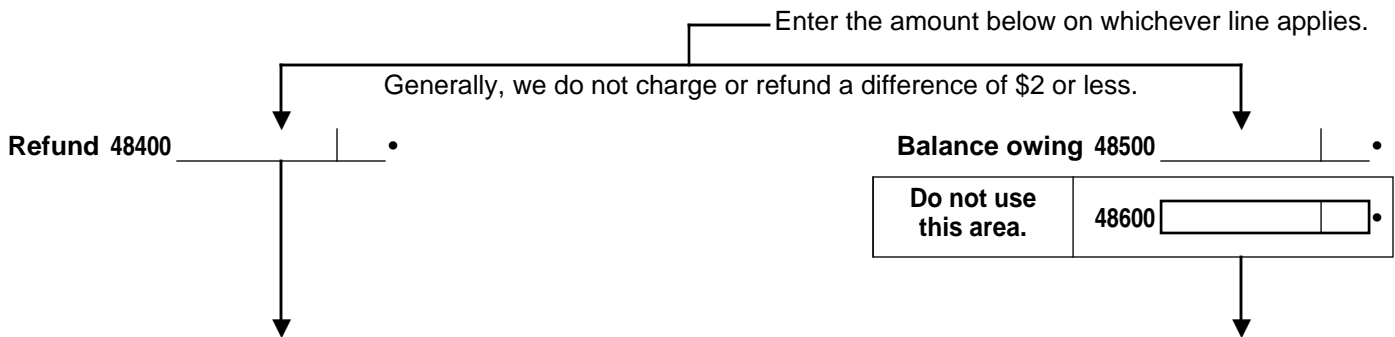 Enter the amount below on whichever line applies.
Generally, we do not charge or refund a difference of $2 or less.
Refund 48400 •
Balance owing 48500 •
Do not use
this area.
48600 •